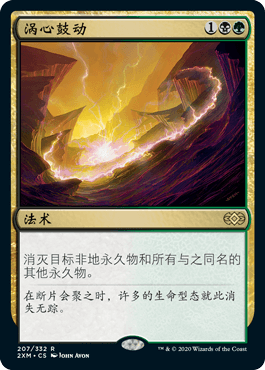 涡心鼓动 1
法术
消灭目标非地永久物和所有与之同名的
其他永久物。
在断片会聚之时，许多的生命型态就此消
失无踪。
207/332 R
2XM • CS JOHN AVON
™ & © 2020 Wizards of the Coast